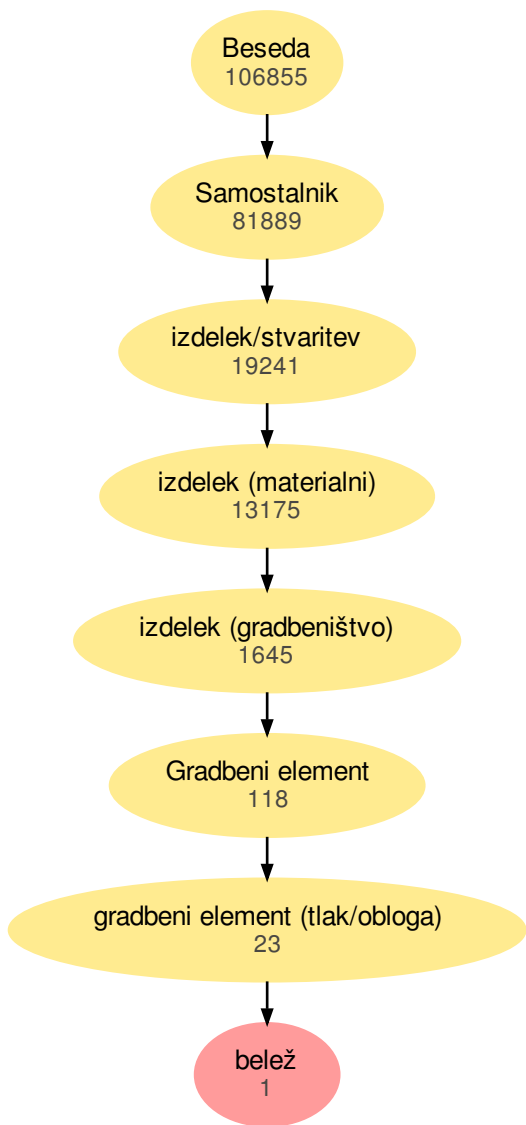 Beseda
106855
Samostalnik
81889
izdelek/stvaritev
19241
izdelek (materialni)
13175
izdelek (gradbeništvo)
1645
Gradbeni element
118
gradbeni element (tlak/obloga)
23
belež
1